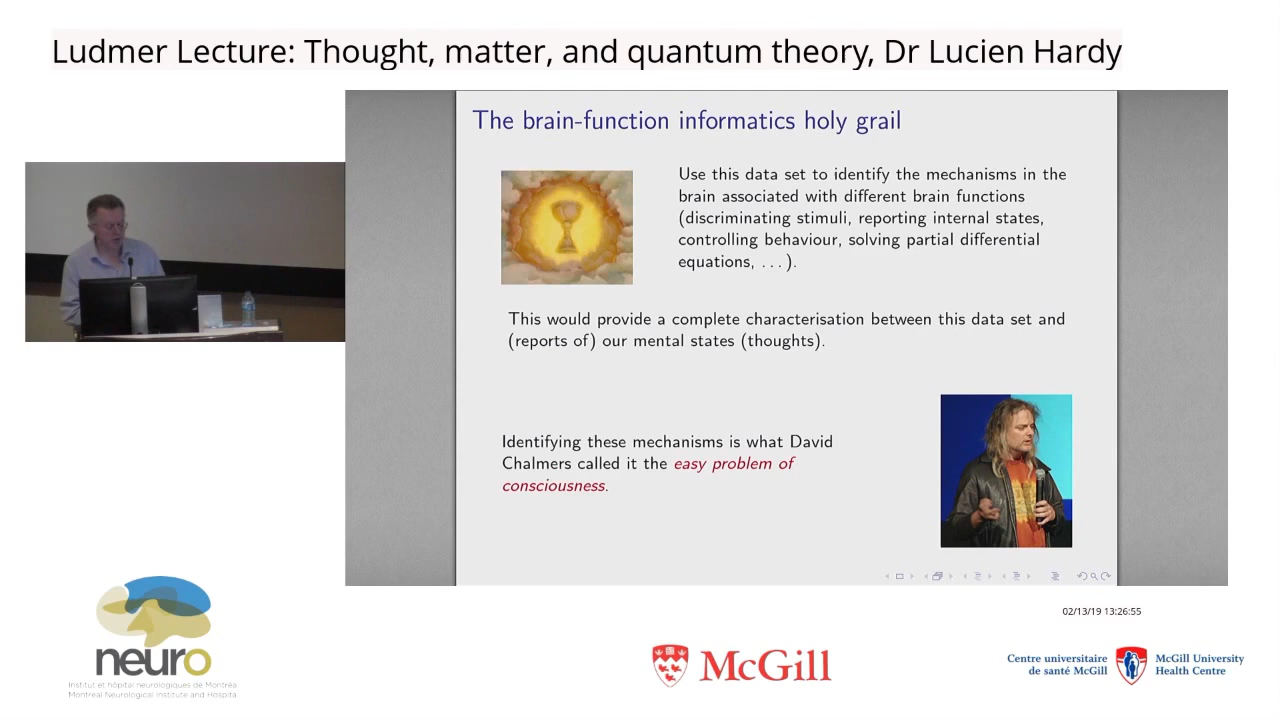 Ludmer Lecture: Thought, matter, and quantum theory, Dr Lucien Hardy
The brain-function informatics holy grail
Use this data set to identify the mechanisms in the
brain associated with different brain functions
(discriminating stimuli, reporting internal states,
controlling behaviour, solving partial differential
equations, ...).
This would provide a complete characterisation between this data set and
(reports of) our mental states (thoughts).
Identifying these mechanisms is what David
Chalmers called it the easy problem of
consciousness.
02/13/19 13:26:55
neuro
Institut et hôpital neurologiques de Montréa
Montreal Neurological Institute and Hospita
McGill
Centre universitaire
de santé McGill
McGill University
Health Centre